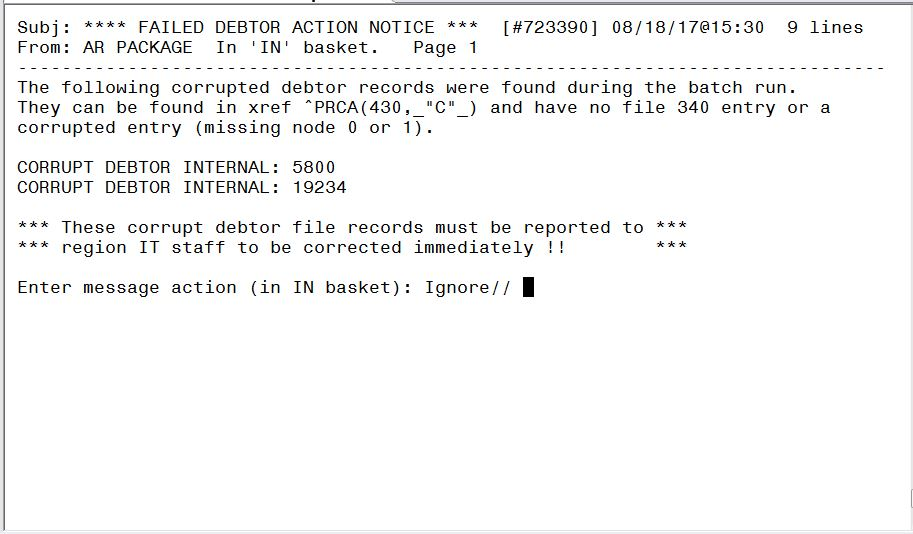 Subj: **** FAILED DEBTOR ACTION NOTICE ***  [#723390] 08/18/17@15:30  9 lines
From: AR PACKAGE  In 'IN' basket.   Page 1
-------------------------------------------------------------------------------
The following corrupted debtor records were found during the batch run.
They can be found in xref ^PRCA(430,_"C"_) and have no file 340 entry or a
corrupted entry (missing node 0 or 1).

CORRUPT DEBTOR INTERNAL: 5800
CORRUPT DEBTOR INTERNAL: 19234

*** These corrupt debtor file records must be reported to ***
*** region IT staff to be corrected immediately !!        ***

Enter message action (in IN basket): Ignore//